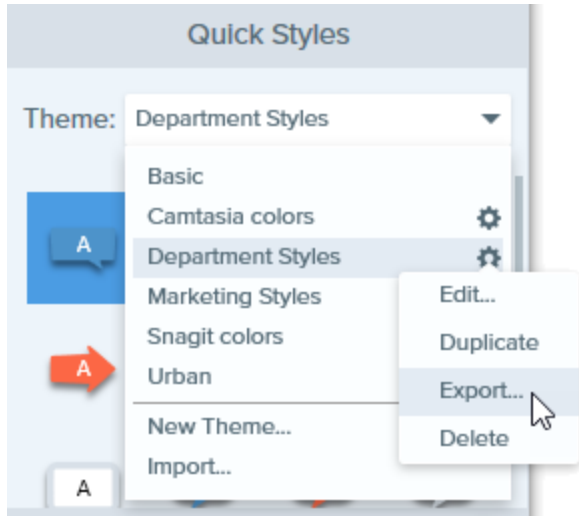 Quick Styles
Theme: Department Styles
Basic
Camtasia colors
Department Styles
Marketing Styles
Snagit colors
Urban
New Theme...
Import...
Edit...
Duplicate
Export...
Delete
A
A
A